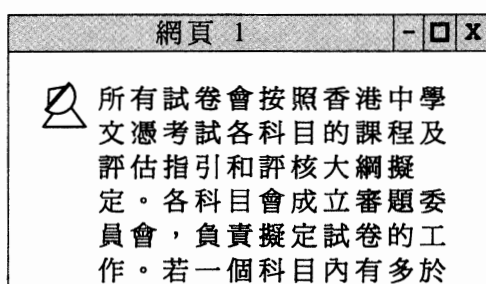 網頁 1
所有試卷會按照香港中學
文憑考試各科目的課程及
評估指引和評核大綱擬
定。各科目會成立審題委
員會，負責擬定試卷的工
作。若一個科目內有多於